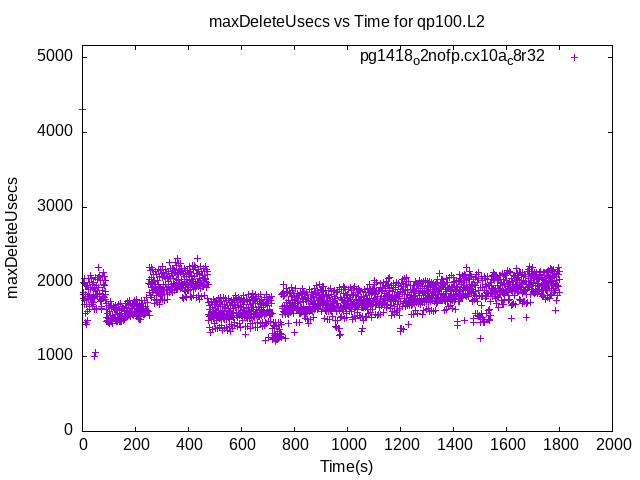 maxDeleteUsecs vs Time for qp100.L2
pg1418o2nofp.cx10ac8r32
5000
4000
3000
2000
1000
0
maxDeleteUsecs
0 200 400 600 800 1000 1200 1400 1600 1800 2000
Time(s)